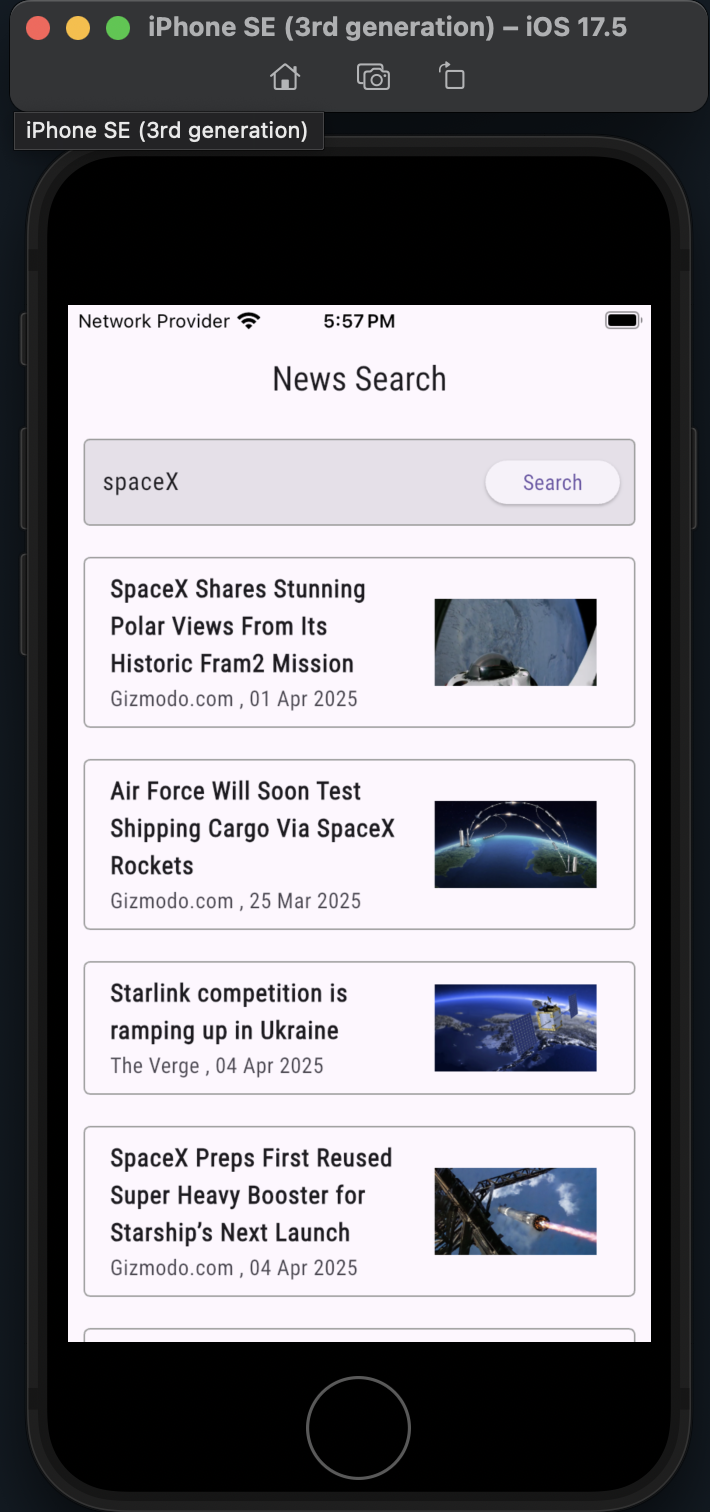 iPhone SE (3rd generation) – iOS 17.5
iPhone SE (3rd generation)
Network Provider 5:57 PM
News Search
spaceX Search
SpaceX Shares Stunning
Polar Views From Its
Historic Fram2 Mission
Gizmodo.com , 01 Apr 2025
Air Force Will Soon Test
Shipping Cargo Via SpaceX
Rockets
Gizmodo.com , 25 Mar 2025
Starlink competition is
ramping up in Ukraine
The Verge , 04 Apr 2025
SpaceX Preps First Reused
Super Heavy Booster for
Starship’s Next Launch
Gizmodo.com , 04 Apr 2025